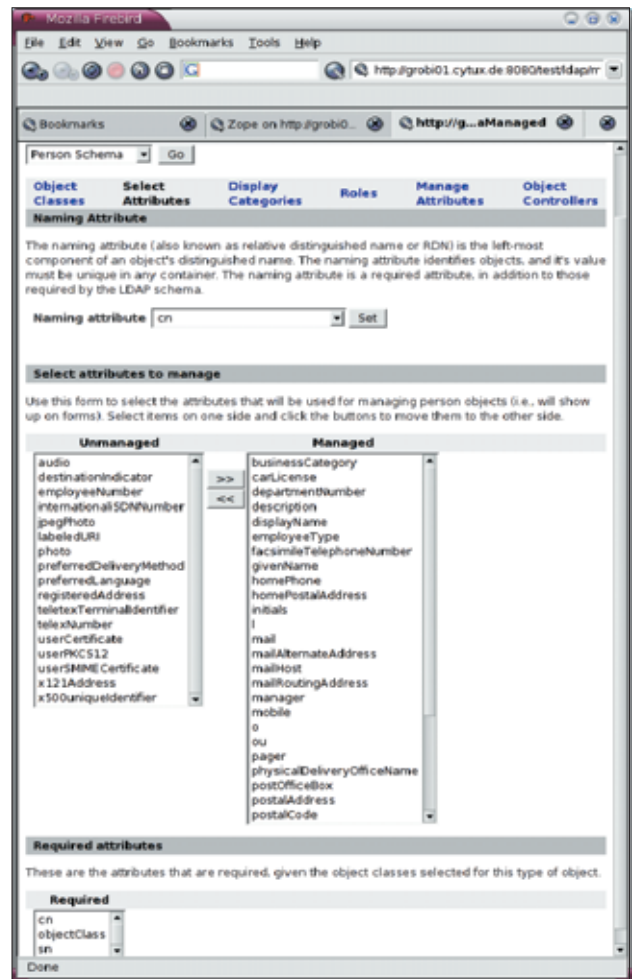 Mozilla Firebird
File Edit View Go Bookmarks Tools Help
http://grobi01.cytux.de:8080/test/ldap/m
Bookmarks Zope on http://grobi0... http://g...aManaged
Person Schema Go
Object Classes Select Attributes Display Categories Roles Manage Attributes Object Controllers
Naming Attribute
The naming attribute (also known as relative distinguished name or RDN) is the left-most
component of an object's distinguished name. The naming attribute identifies objects, and it's value
must be unique in any container. The naming attribute is a required attribute, in addition to those
required by the LDAP schema.
Naming attribute cn Set
Select attributes to manage
Use this form to select the attributes that will be used for managing person objects (i.e., will show
up on forms). Select items on one side and click the buttons to move them to the other side.
Unmanaged
audio
destinationIndicator
employeeNumber
internationaliSDNNumber
jpegPhoto
labeledURI
photo
preferredDeliveryMethod
preferredLanguage
registeredAddress
teletexTerminalIdentifier
telexNumber
userCertificate
userPKCS12
userSMIMECertificate
x121Address
x500uniqueIdentifier
>>
<<
Managed
businessCategory
carLicense
departmentNumber
description
displayName
employeeType
facsimileTelephoneNumber
givenName
homePhone
homePostalAddress
initials
l
mail
mailAlternateAddress
mailHost
mailRoutingAddress
manager
mobile
o
ou
pager
physicalDeliveryOfficeName
postOfficeBox
postalAddress
postalCode
Required attributes
These are the attributes that are required, given the object classes selected for this type of object.
Required
cn
objectClass
sn
Done